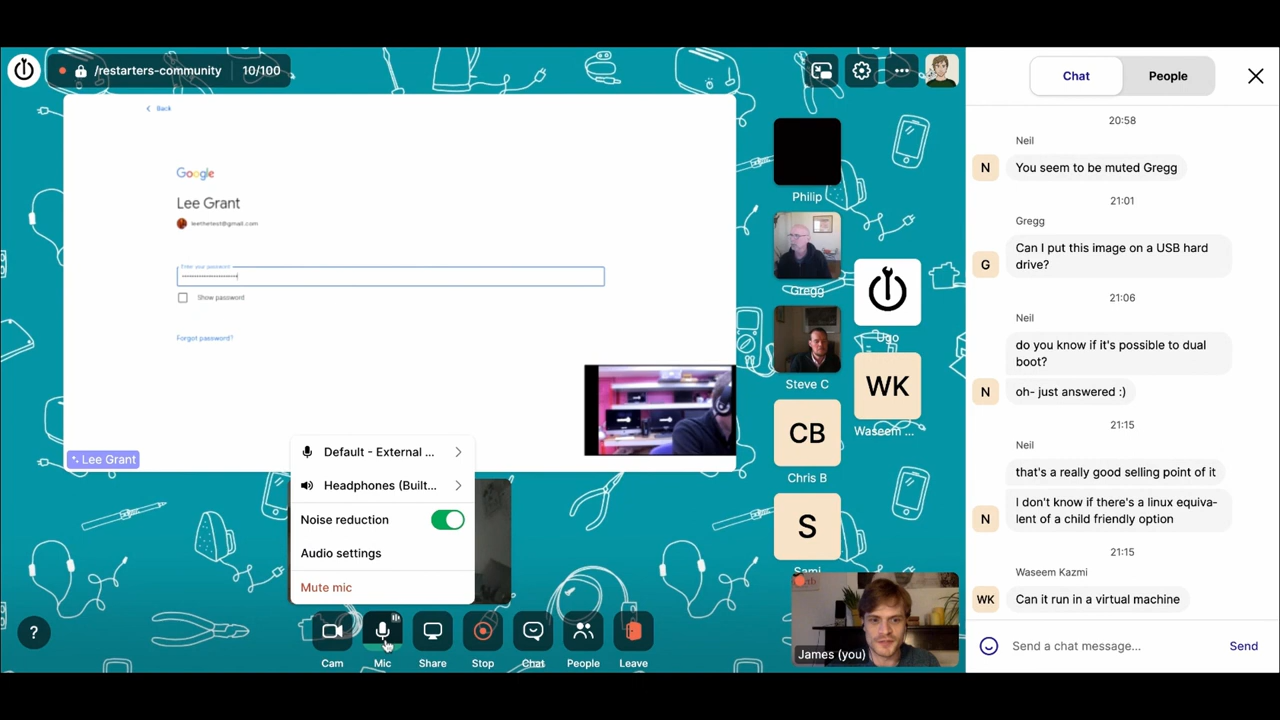 /restarters-community 10/100
Back
Google
Lee Grant
leethetest@gmail.com
Enter your password
Show password
Forgot password?
Lee Grant
Default - External ...
Headphones (Built...
Noise reduction
Audio settings
Mute mic
Cam
Mic
Share
Stop
Chat
People
Leave
?
Philip
Gregg
Steve C
CB
Chris B
S
Sami
Ugo
WK
Waseem ...
James (you)
Chat
People
20:58
Neil
N
You seem to be muted Gregg
21:01
Gregg
G
Can I put this image on a USB hard
drive?
21:06
Neil
do you know if it's possible to dual
boot?
N
oh- just answered :)
21:15
Neil
that's a really good selling point of it
N
I don't know if there's a linux equiva-
lent of a child friendly option
21:15
Waseem Kazmi
WK
Can it run in a virtual machine
Send a chat message...
Send